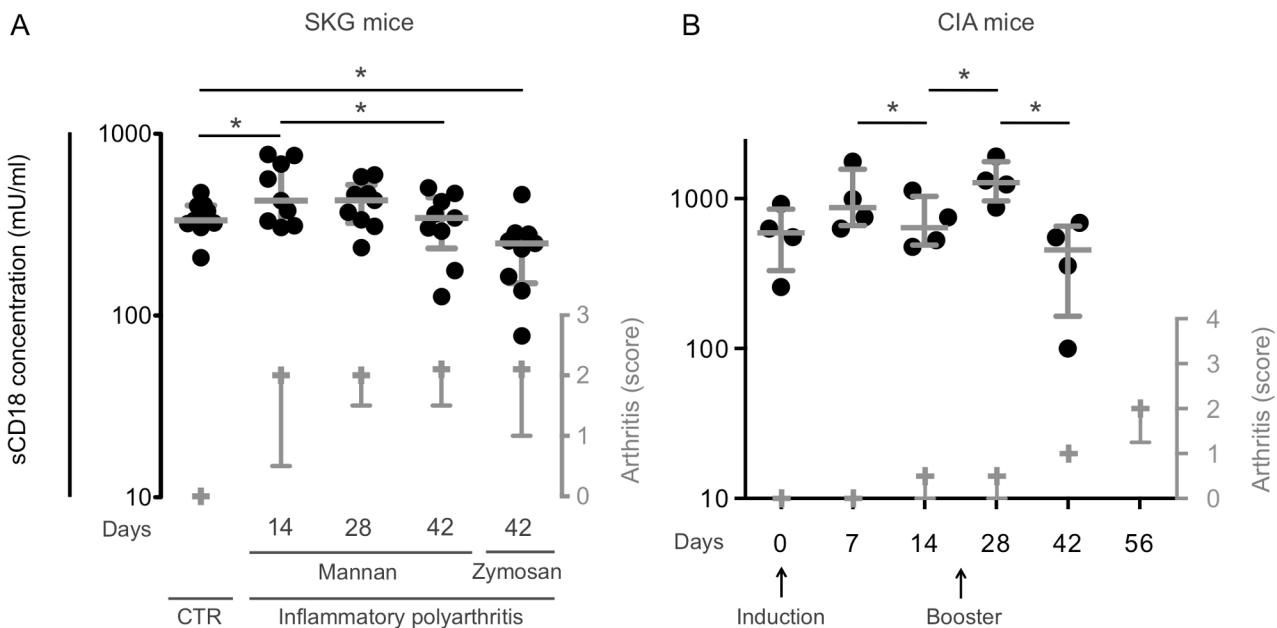 A
SKG mice
*
*
*
1000
100
10
sCD18 concentration (mU/ml)
3
2
1
0
Arthritis (score)
Days
14 28 42 42
Mannan Zymosan
CTR Inflammatory polyarthritis
B
CIA mice
*
*
*
1000
100
10
4
3
2
1
0
Arthritis (score)
Days 0 7 14 28 42 56
Induction Booster